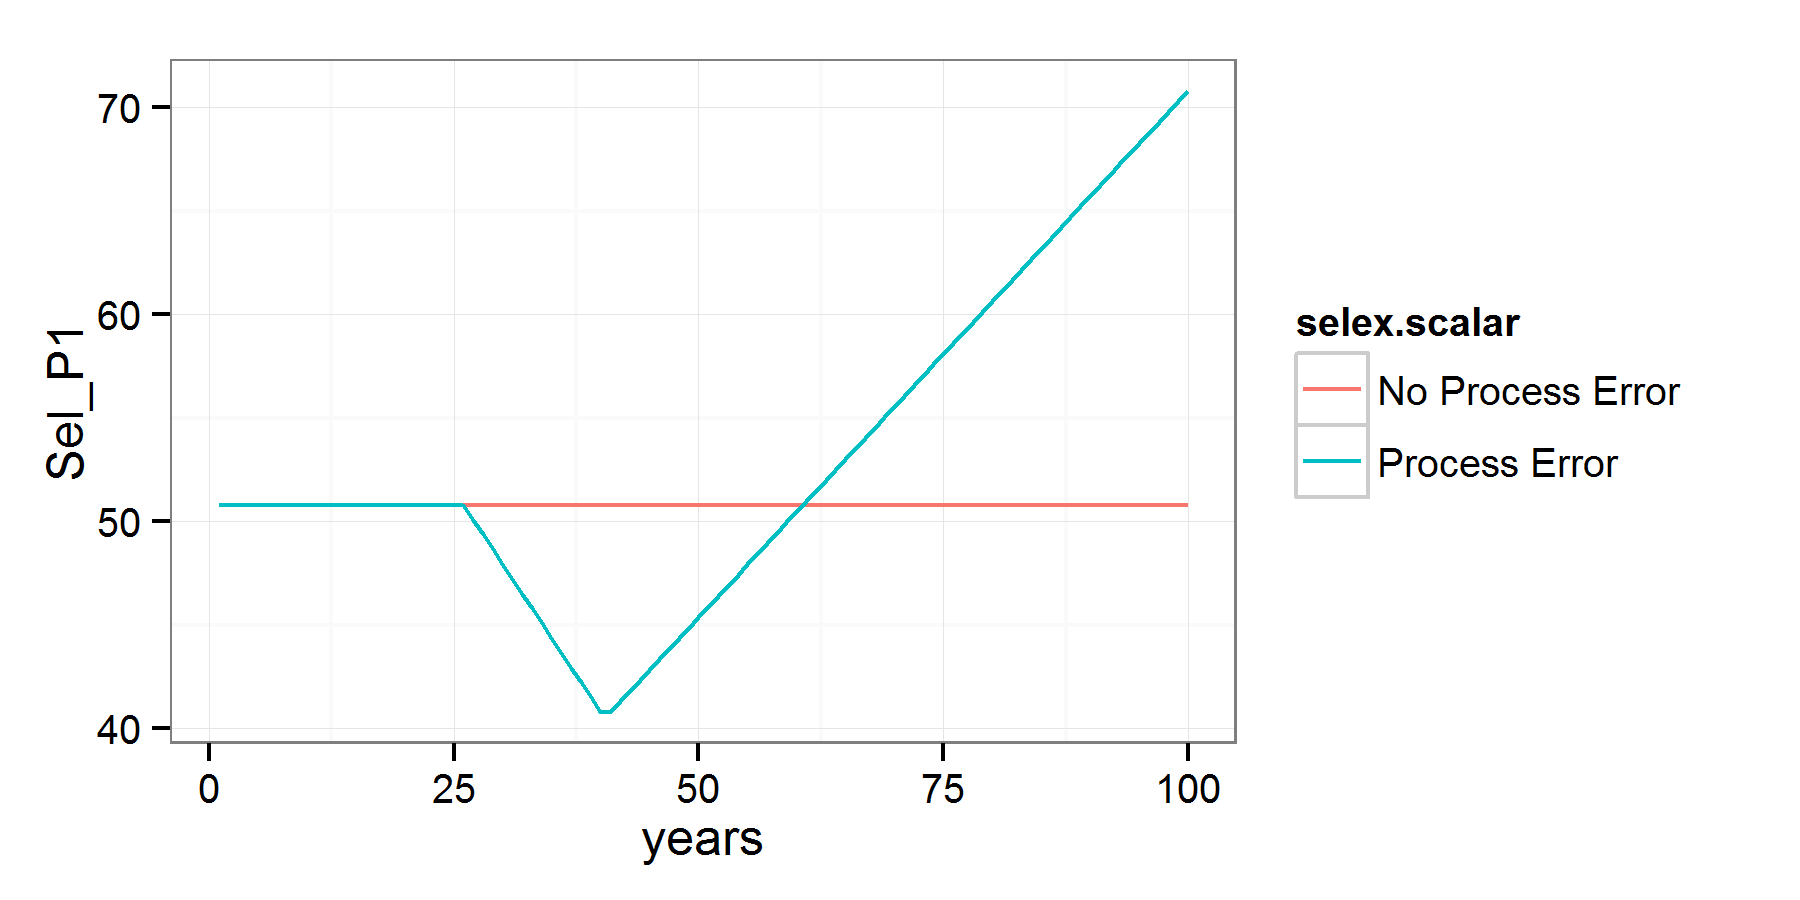 70
60
50
40
Sel_P1
0 25 50 75 100
years
selex.scalar
No Process Error
Process Error